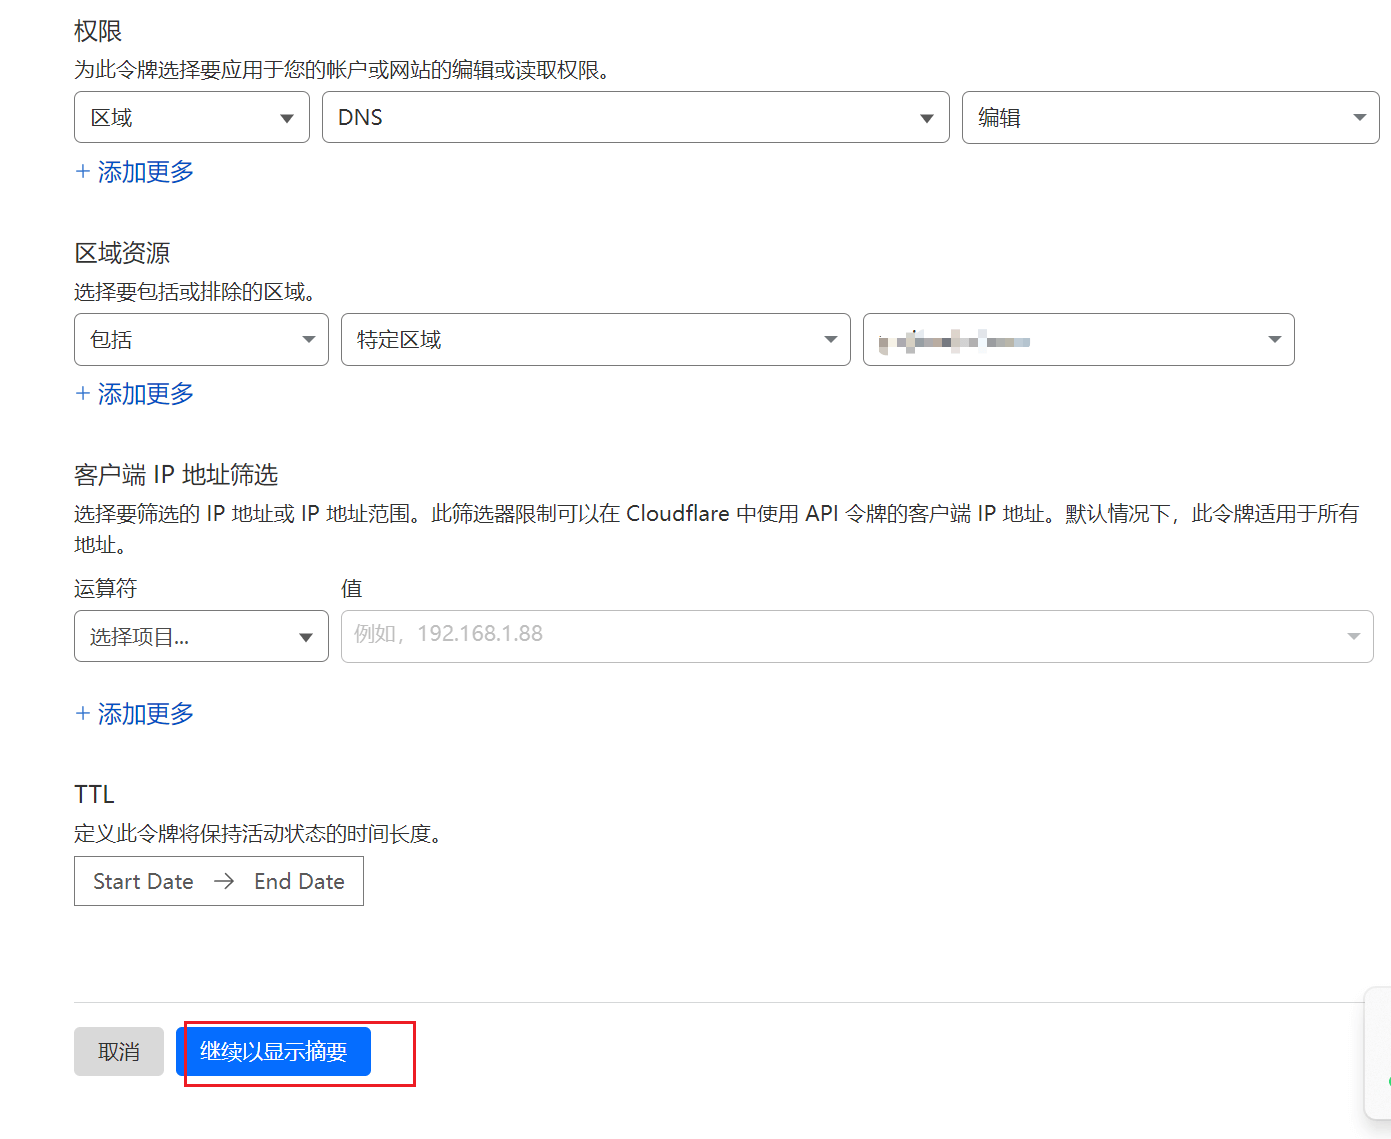 权限
为此令牌选择要应用于您的帐户或网站的编辑或读取权限。
区域 DNS 编辑
+ 添加更多
区域资源
选择要包括或排除的区域。
包括 特定区域
+ 添加更多
客户端 IP 地址筛选
选择要筛选的 IP 地址或 IP 地址范围。此筛选器限制可以在 Cloudflare 中使用 API 令牌的客户端 IP 地址。默认情况下，此令牌适用于所有
地址。
运算符 值
选择项目... 例如，192.168.1.88
+ 添加更多
TTL
定义此令牌将保持活动状态的时间长度。
Start Date → End Date
取消 继续以显示摘要